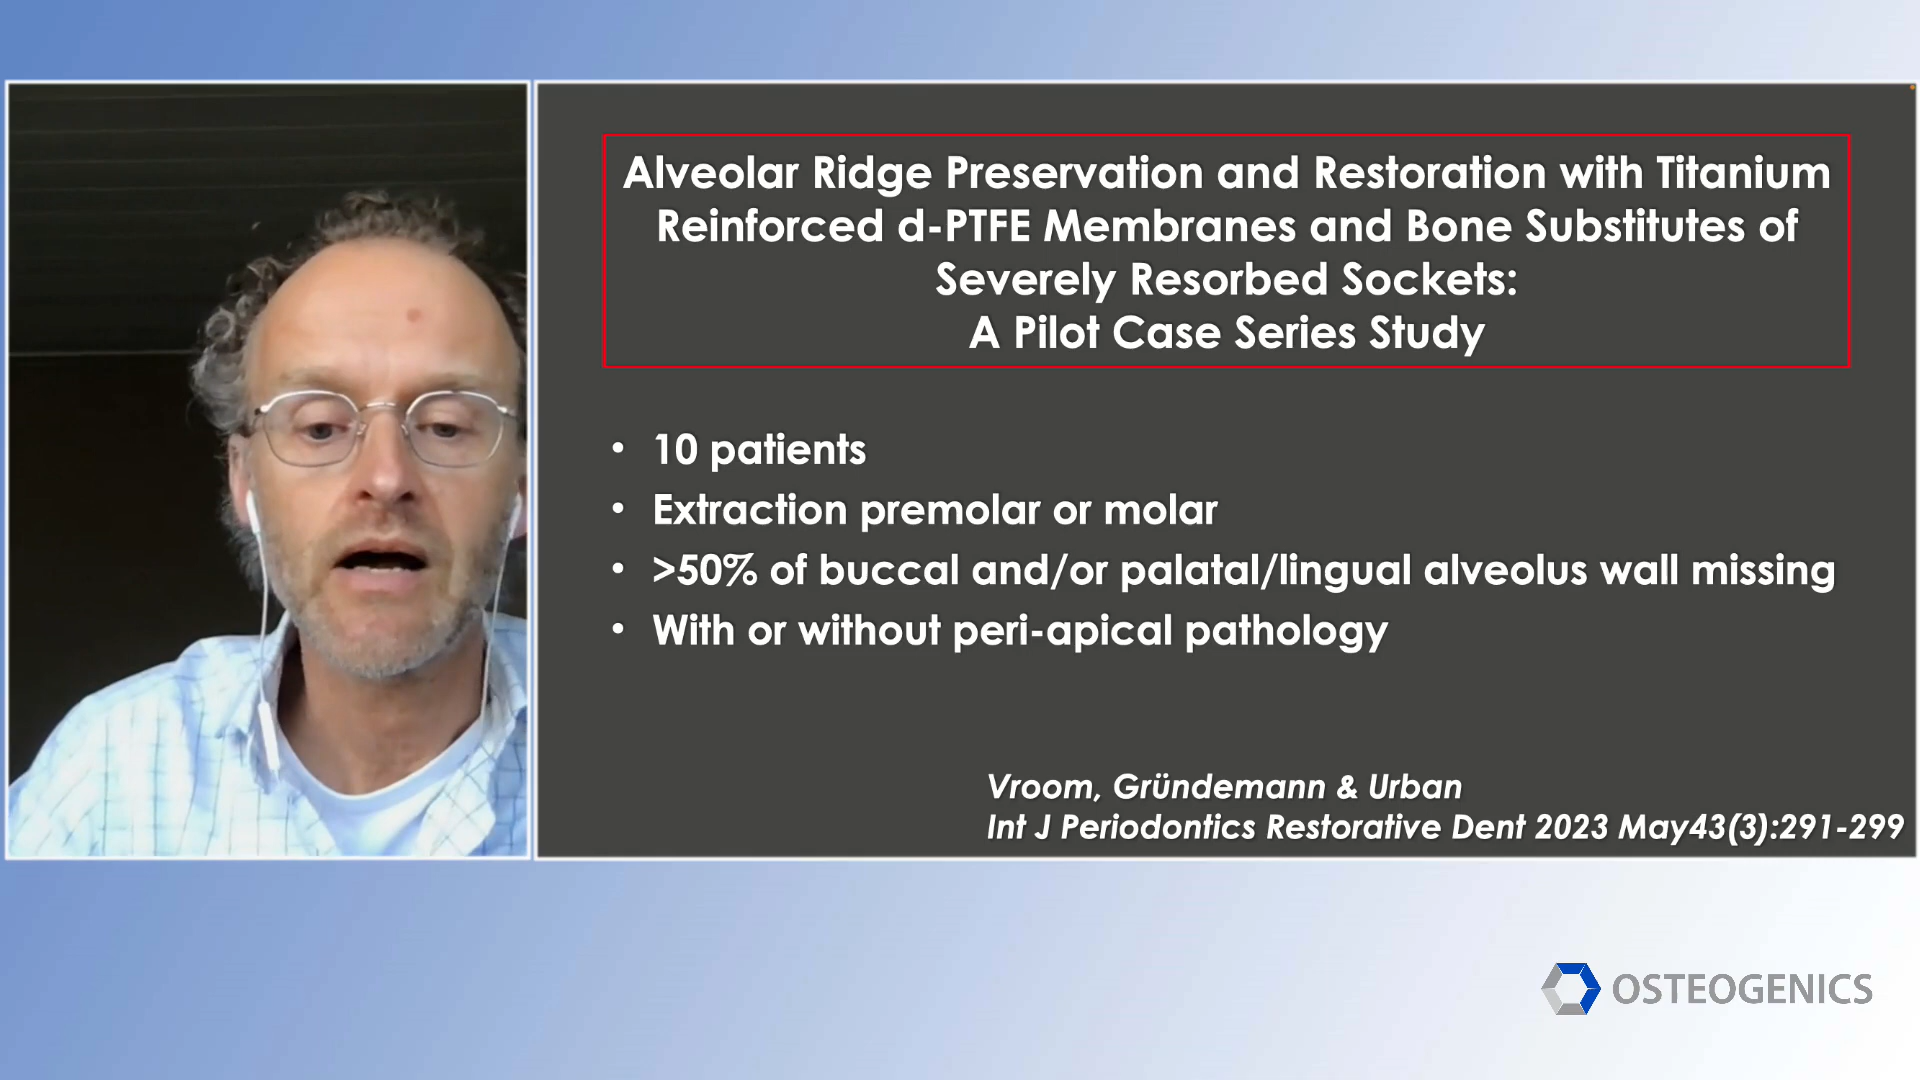 Alveolar Ridge Preservation and Restoration with Titanium
Reinforced d-PTFE Membranes and Bone Substitutes of
Severely Resorbed Sockets:
A Pilot Case Series Study
• 10 patients
• Extraction premolar or molar
• >50% of buccal and/or palatal/lingual alveolus wall missing
• With or without peri-apical pathology
Vroom, Gründemann & Urban
Int J Periodontics Restorative Dent 2023 May43(3):291-299
OSTEOGENICS